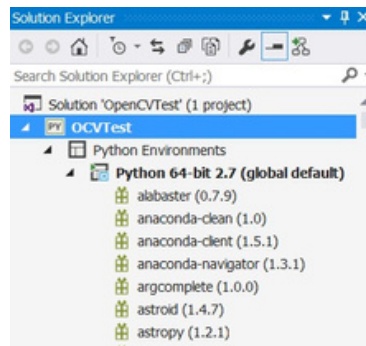 Solution Explorer
Search Solution Explorer (Ctrl+;)
Solution 'OpenCVTest' (1 project)
PY OCVTest
Python Environments
Python 64-bit 2.7 (global default)
alabaster (0.7.9)
anaconda-clean (1.0)
anaconda-client (1.5.1)
anaconda-navigator (1.3.1)
argcomplete (1.0.0)
astroid (1.4.7)
astropy (1.2.1)